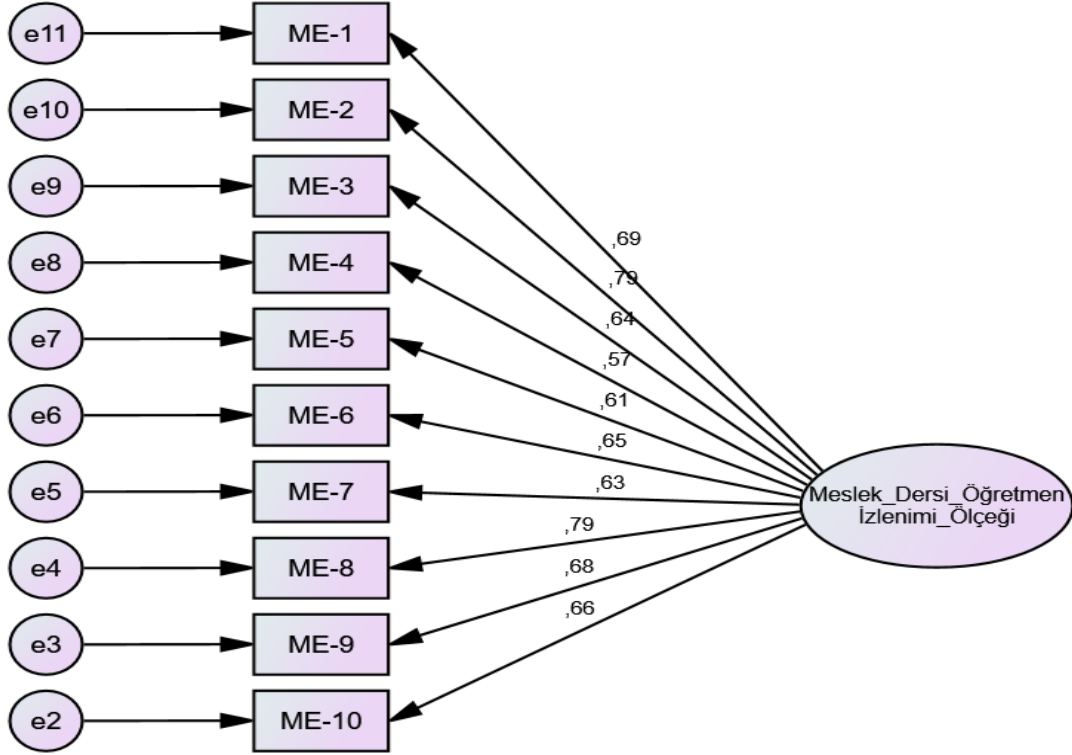 e11 ME-1
e10 ME-2
e9 ME-3
e8 ME-4
e7 ME-5
e6 ME-6
e5 ME-7
e4 ME-8
e3 ME-9
e2 ME-10
,69
,79
,64
,57
,61
,65
,63
,79
,68
,66
Meslek_Dersi_Öğretmen
İzlenimi_Ölçeği